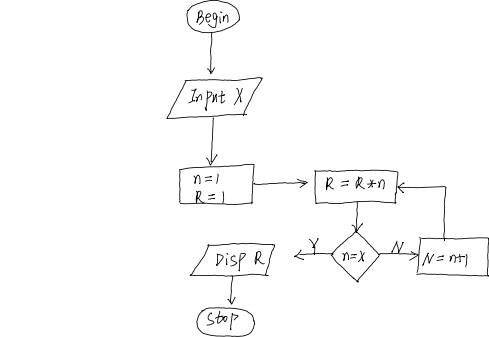 Begin
Input X
n=1
R=1
R = R*n
n=X
Y
N
N=n+1
Disp R
Stop